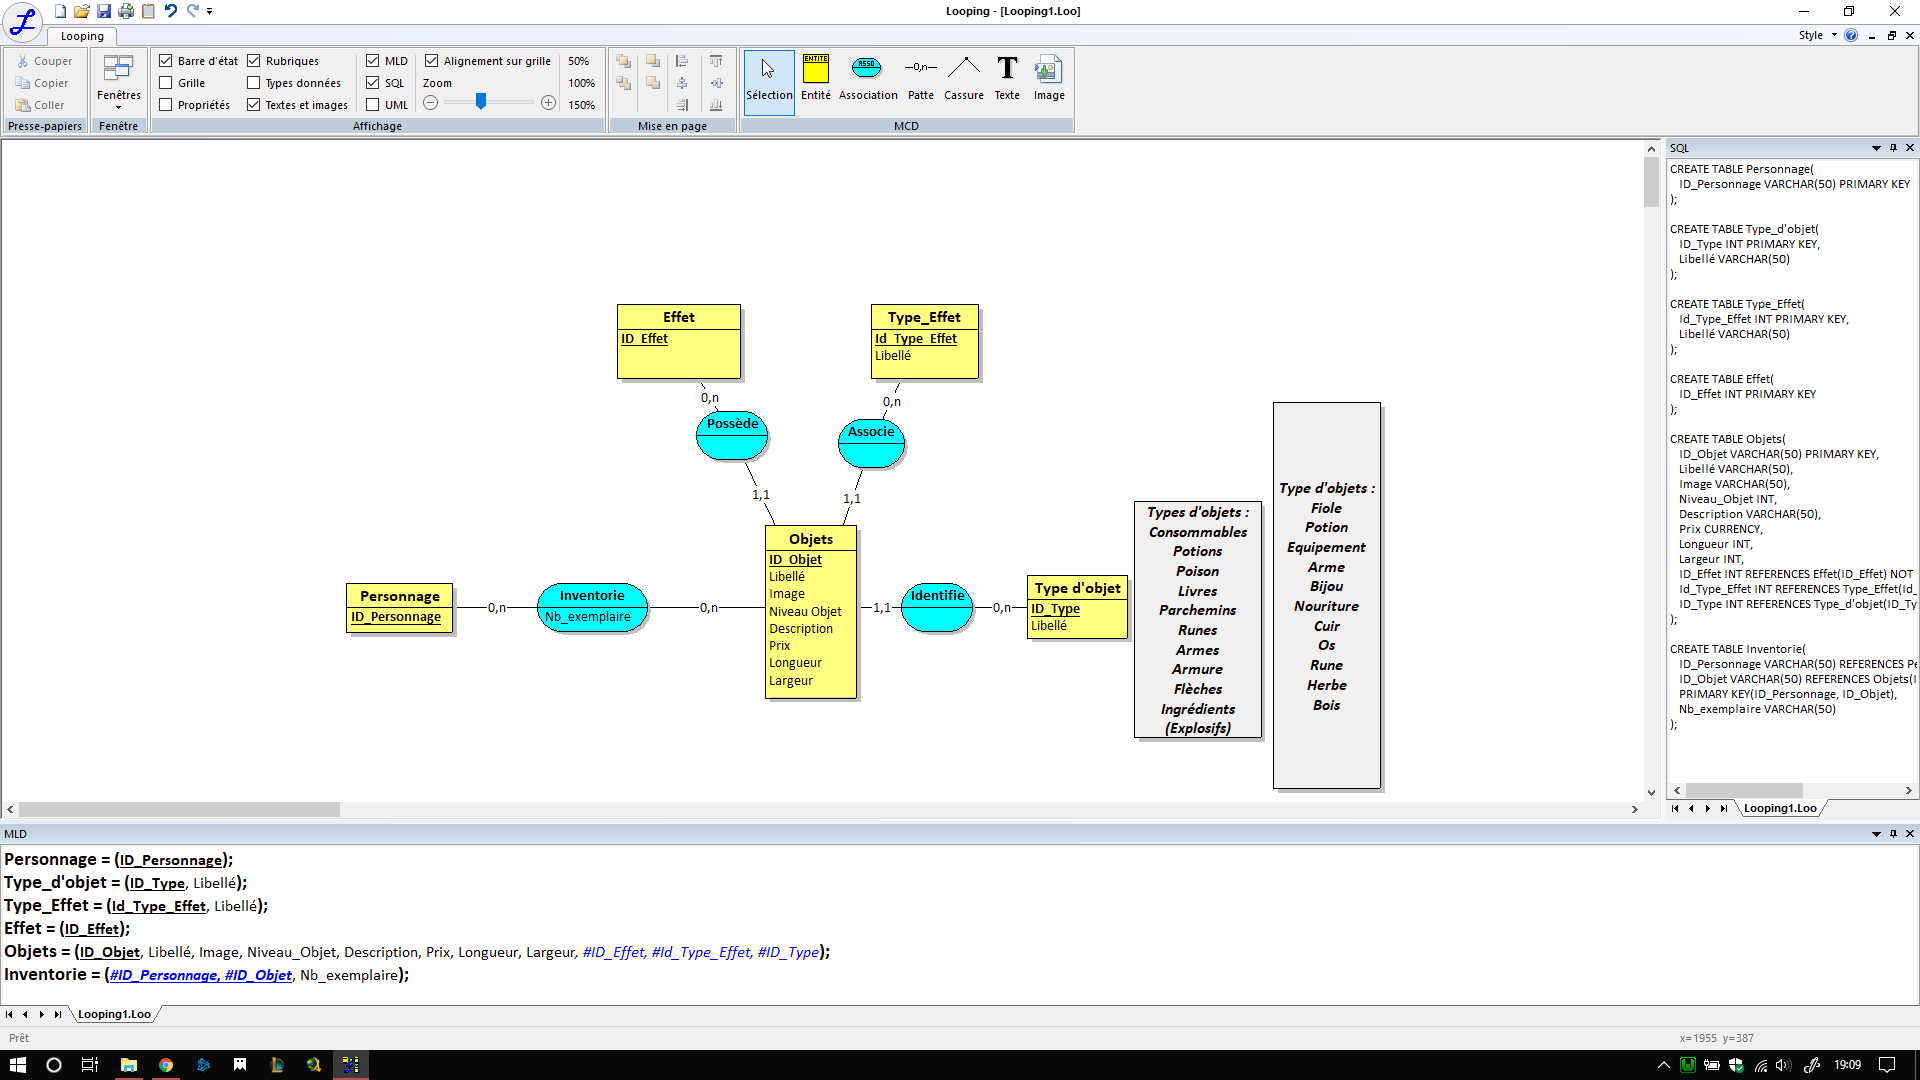 Looping - [Looping1.Loo]
Looping
Style
Couper
Copier
Coller
Presse-papiers
Fenêtres
Fenêtre
Barre d'état
Rubriques
MLD
Alignement sur grille
50%
Grille
Types données
SQL
Zoom
100%
Propriétés
Textes et images
UML
150%
Affichage
Mise en page
ENTITE
ASSO
—0,n—
T
Sélection
Entité
Association
Patte
Cassure
Texte
Image
MCD
Effet
ID_Effet
Type_Effet
Id_Type_Effet
Libellé
0,n
0,n
Possède
Associe
1,1
1,1
Personnage
ID_Personnage
0,n
Inventorie
Nb_exemplaire
0,n
Objets
ID_Objet
Libellé
Image
Niveau Objet
Description
Prix
Longueur
Largeur
1,1
Identifie
0,n
Type d'objet
ID_Type
Libellé
Types d'objets :
Consommables
Potions
Poison
Livres
Parchemins
Runes
Armes
Armure
Flèches
Ingrédients
(Explosifs)
Type d'objets :
Fiole
Potion
Equipement
Arme
Bijou
Nouriture
Cuir
Os
Rune
Herbe
Bois
SQL
CREATE TABLE Personnage(
ID_Personnage VARCHAR(50) PRIMARY KEY
);
CREATE TABLE Type_d'objet(
ID_Type INT PRIMARY KEY,
Libellé VARCHAR(50)
);
CREATE TABLE Type_Effet(
Id_Type_Effet INT PRIMARY KEY,
Libellé VARCHAR(50)
);
CREATE TABLE Effet(
ID_Effet INT PRIMARY KEY
);
CREATE TABLE Objets(
ID_Objet VARCHAR(50) PRIMARY KEY,
Libellé VARCHAR(50),
Image VARCHAR(50),
Niveau_Objet INT,
Description VARCHAR(50),
Prix CURRENCY,
Longueur INT,
Largeur INT,
ID_Effet INT REFERENCES Effet(ID_Effet) NOT
Id_Type_Effet INT REFERENCES Type_Effet(Id_
ID_Type INT REFERENCES Type_d'objet(ID_Ty
);
CREATE TABLE Inventorie(
ID_Personnage VARCHAR(50) REFERENCES Pe
ID_Objet VARCHAR(50) REFERENCES Objets(I
PRIMARY KEY(ID_Personnage, ID_Objet),
Nb_exemplaire VARCHAR(50)
);
Looping1.Loo
MLD
Personnage = (ID_Personnage);
Type_d'objet = (ID_Type, Libellé);
Type_Effet = (Id_Type_Effet, Libellé);
Effet = (ID_Effet);
Objets = (ID_Objet, Libellé, Image, Niveau_Objet, Description, Prix, Longueur, Largeur, #ID_Effet, #Id_Type_Effet, #ID_Type);
Inventorie = (#ID_Personnage, #ID_Objet, Nb_exemplaire);
Looping1.Loo
Prêt
x=1955 y=387
19:09